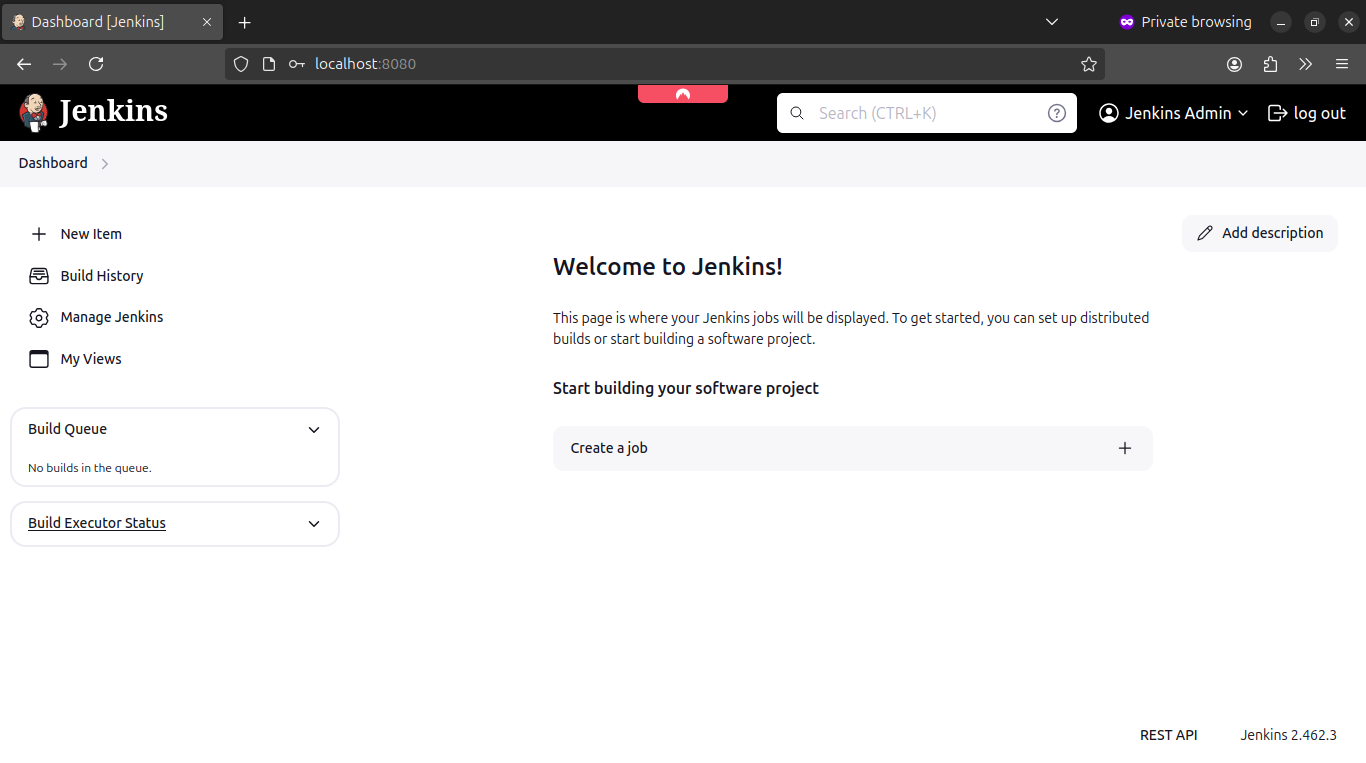 Dashboard [Jenkins]
Private browsing
localhost:8080
Jenkins
Search (CTRL+K)
Jenkins Admin
log out
Dashboard
New Item
Build History
Manage Jenkins
My Views
Build Queue
No builds in the queue.
Build Executor Status
Add description
Welcome to Jenkins!
This page is where your Jenkins jobs will be displayed. To get started, you can set up distributed
builds or start building a software project.
Start building your software project
Create a job
REST API
Jenkins 2.462.3